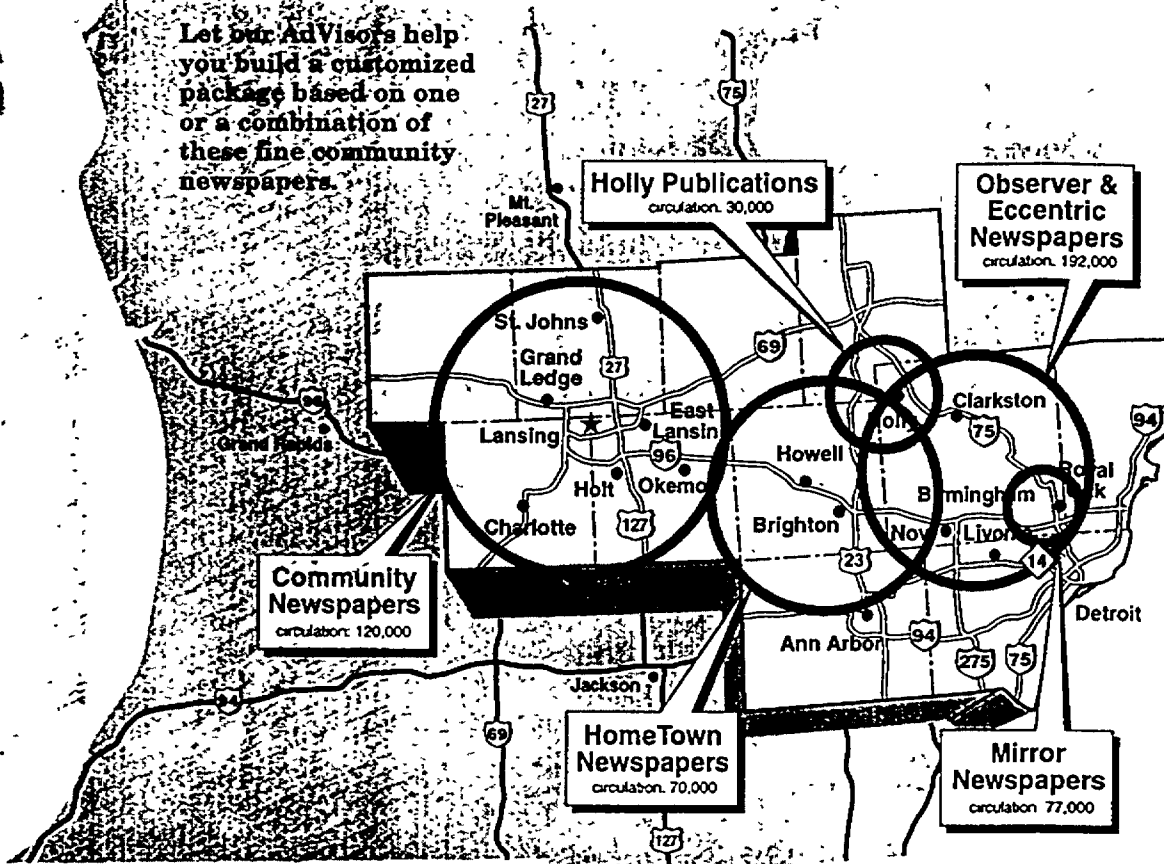 Let our AdVisors help
you build a customized
package based on one
or a combination of
these fine community
newspapers.
27
75
Mt.
Pleasant
Holly Publications
circulation. 30,000
Observer &
Eccentric
Newspapers
circulation. 192,000
St. Johns
Grand
Ledge
27
69
Clarkston
75
94
East
Lansin
Lansing
96
Grand Rapids
Howell
Holt
Okemo
Royal
Birmingham
Charlotte
127
Brighton
Livon
23
14
Community
Newspapers
circulation: 120,000
Detroit
Ann Arbor
94
275
75
Jackson
94
69
HomeTown
Newspapers
circulation. 70,000
Mirror
Newspapers
circulation 77,000
127